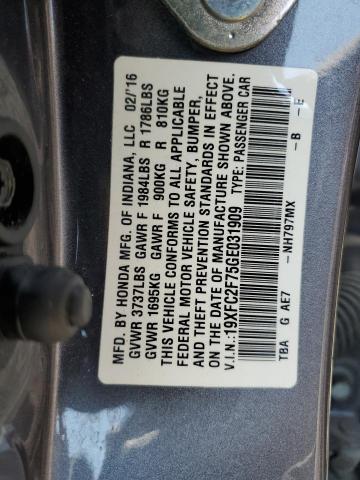 MFD. BY HONDA MFG. OF INDIANA, LLC 02/'16
GVWR 3737LBS GAWR F 1984LBS R 1786LBS
GVWR 1695KG GAWR F 900KG R 810KG
THIS VEHICLE CONFORMS TO ALL APPLICABLE
FEDERAL MOTOR VEHICLE SAFETY, BUMPER,
AND THEFT PREVENTION STANDARDS IN EFFECT
ON THE DATE OF MANUFACTURE SHOWN ABOVE.
V.I.N.:19XFC2F75GE031909 TYPE: PASSENGER CAR
TBA G AE7 -NH797MX -B -E